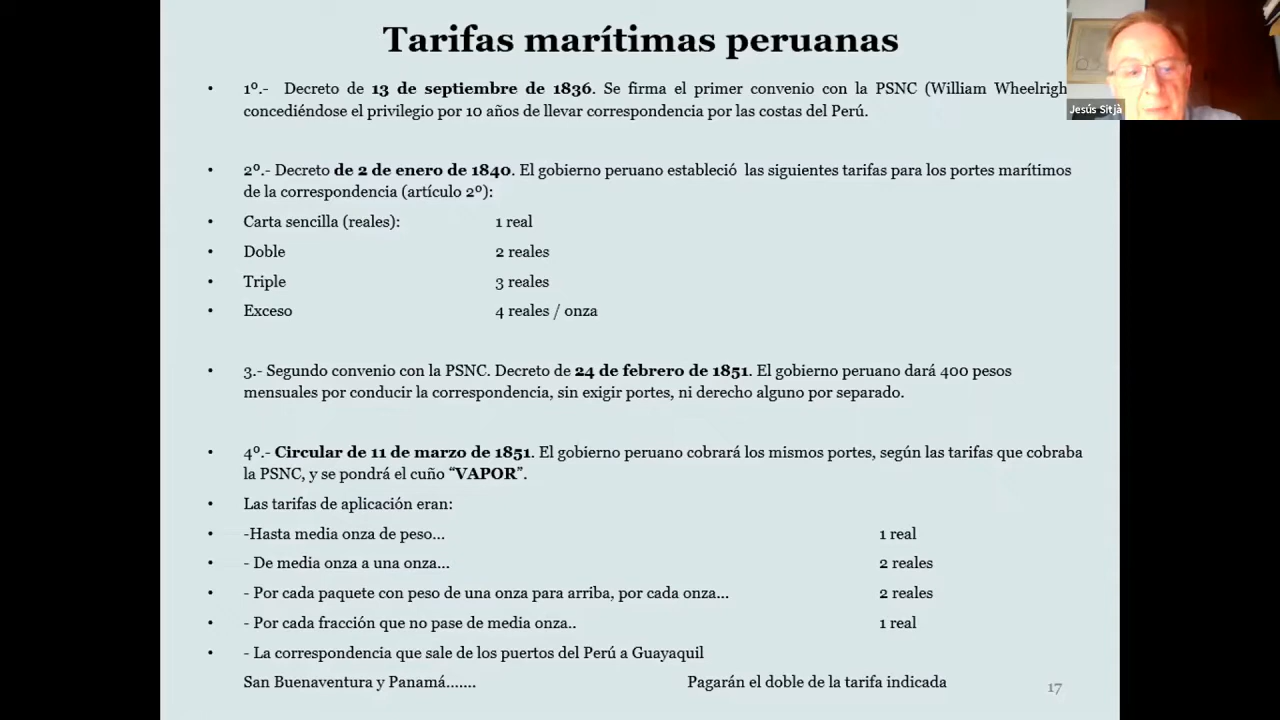 Tarifas marítimas peruanas
1º.- Decreto de 13 de septiembre de 1836. Se firma el primer convenio con la PSNC (William Wheelrigh
concediéndose el privilegio por 10 años de llevar correspondencia por las costas del Perú.
2º.- Decreto de 2 de enero de 1840. El gobierno peruano estableció las siguientes tarifas para los portes marítimos
de la correspondencia (artículo 2º):
Carta sencilla (reales): 1 real
Doble 2 reales
Triple 3 reales
Exceso 4 reales / onza
3.- Segundo convenio con la PSNC. Decreto de 24 de febrero de 1851. El gobierno peruano dará 400 pesos
mensuales por conducir la correspondencia, sin exigir portes, ni derecho alguno por separado.
4º.- Circular de 11 de marzo de 1851. El gobierno peruano cobrará los mismos portes, según las tarifas que cobraba
la PSNC, y se pondrá el cuño “VAPOR”.
Las tarifas de aplicación eran:
-Hasta media onza de peso... 1 real
- De media onza a una onza... 2 reales
- Por cada paquete con peso de una onza para arriba, por cada onza... 2 reales
- Por cada fracción que no pase de media onza.. 1 real
- La correspondencia que sale de los puertos del Perú a Guayaquil
San Buenaventura y Panamá....... Pagarán el doble de la tarifa indicada
17
Jesús Sitjà